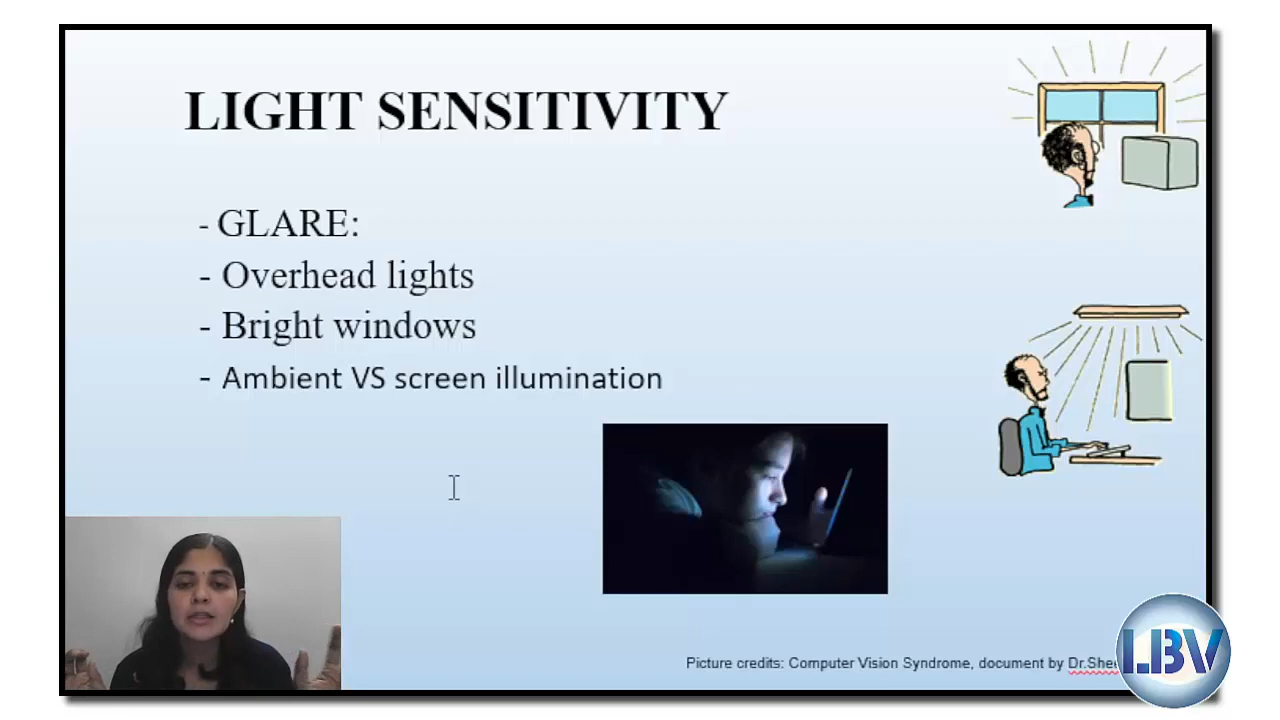 LIGHT SENSITIVITY
- GLARE:
- Overhead lights
- Bright windows
- Ambient VS screen illumination
Picture credits: Computer Vision Syndrome, document by
LBV